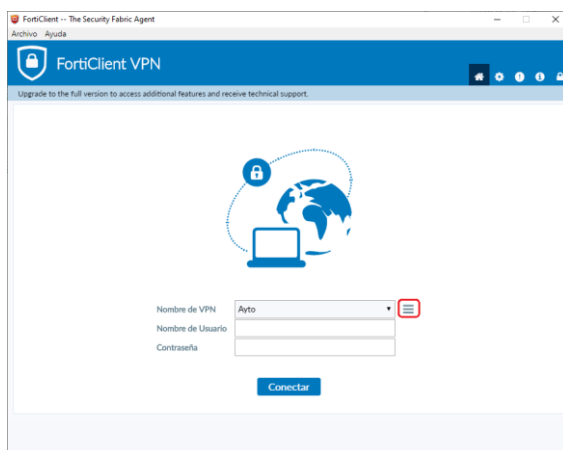 FortiClient -- The Security Fabric Agent
Archivo Ayuda
FortiClient VPN
Upgrade to the full version to access additional features and receive technical support.
Nombre de VPN Ayto
Nombre de Usuario
Contraseña
Conectar